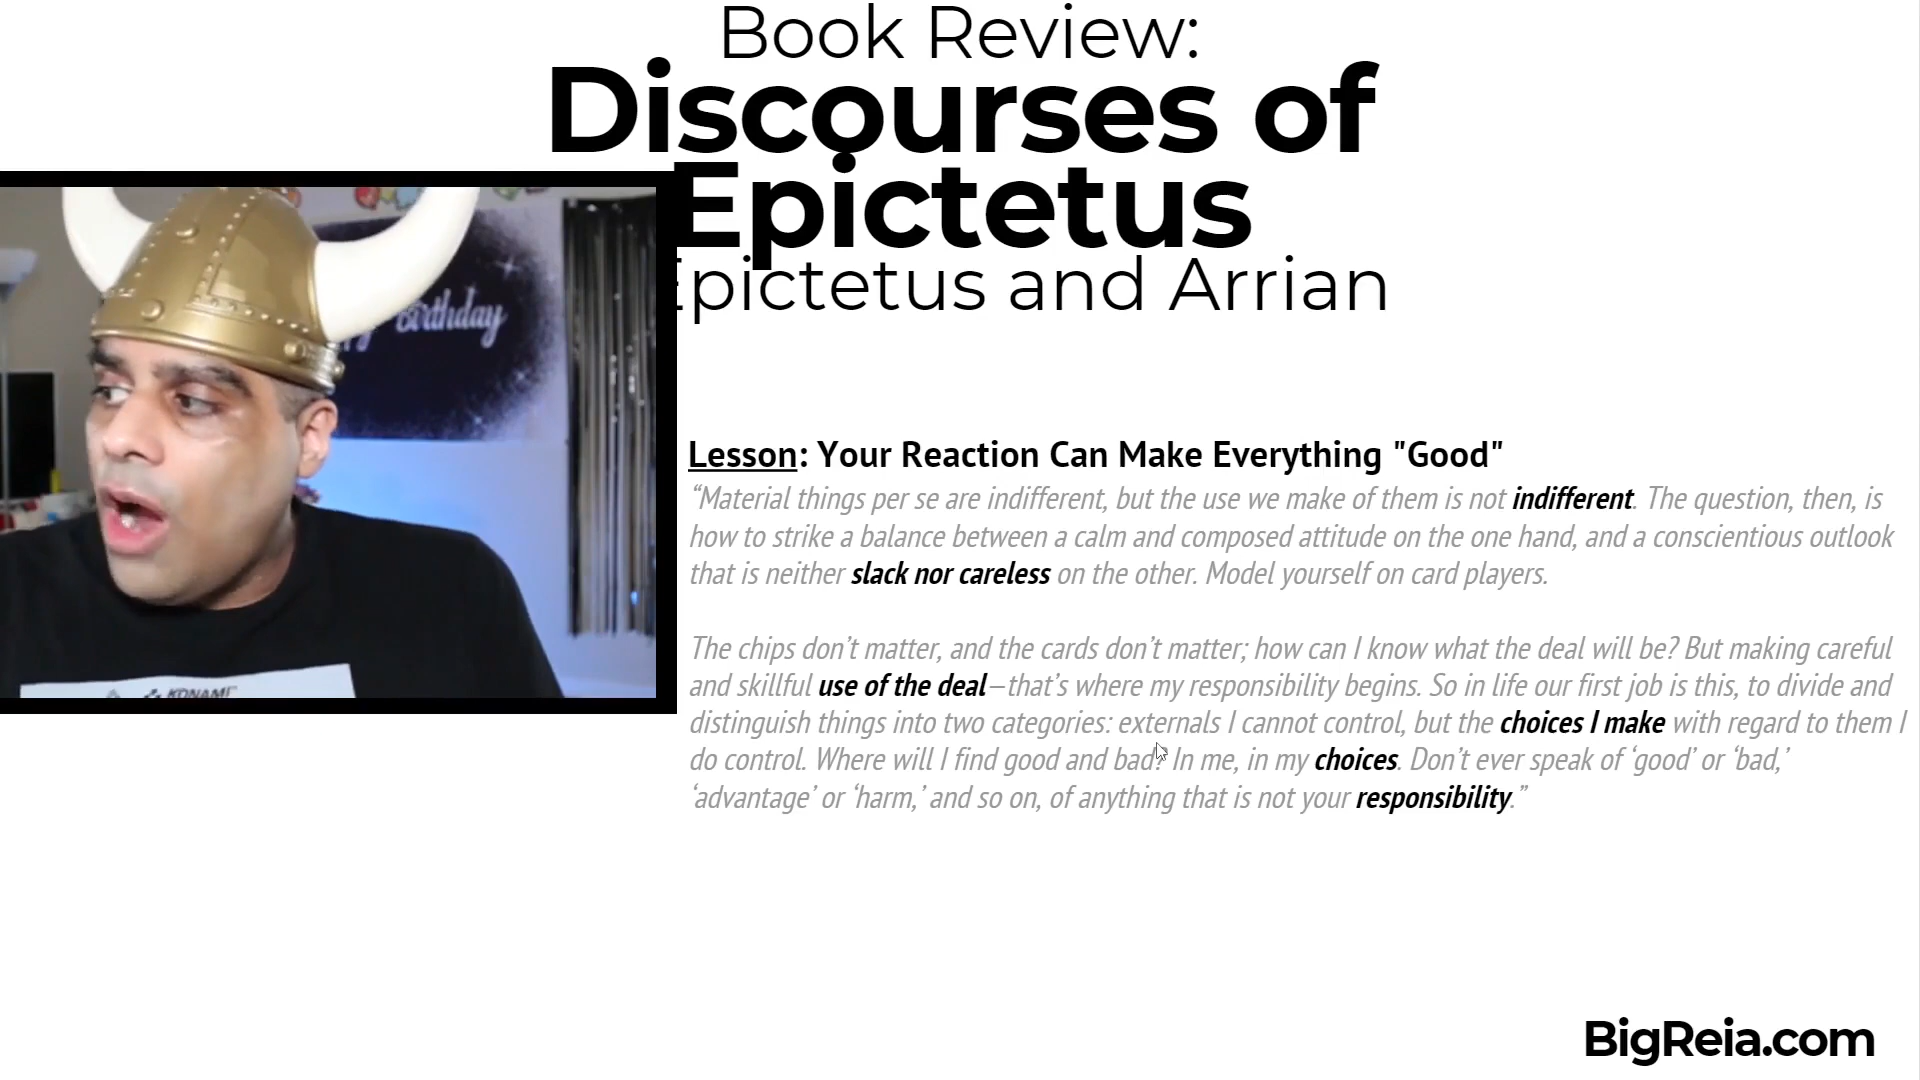 Book Review:
Discourses of
Epictetus
Epictetus and Arrian
Birthday
KONAMI
Lesson: Your Reaction Can Make Everything "Good"
“Material things per se are indifferent, but the use we make of them is not indifferent. The question, then, is
how to strike a balance between a calm and composed attitude on the one hand, and a conscientious outlook
that is neither slack nor careless on the other. Model yourself on card players.
The chips don’t matter, and the cards don’t matter; how can I know what the deal will be? But making careful
and skillful use of the deal—that’s where my responsibility begins. So in life our first job is this, to divide and
distinguish things into two categories: externals I cannot control, but the choices I make with regard to them I
do control. Where will I find good and bad? In me, in my choices. Don’t ever speak of ‘good’ or ‘bad,’
‘advantage’ or ‘harm,’ and so on, of anything that is not your responsibility.”
BigReia.com